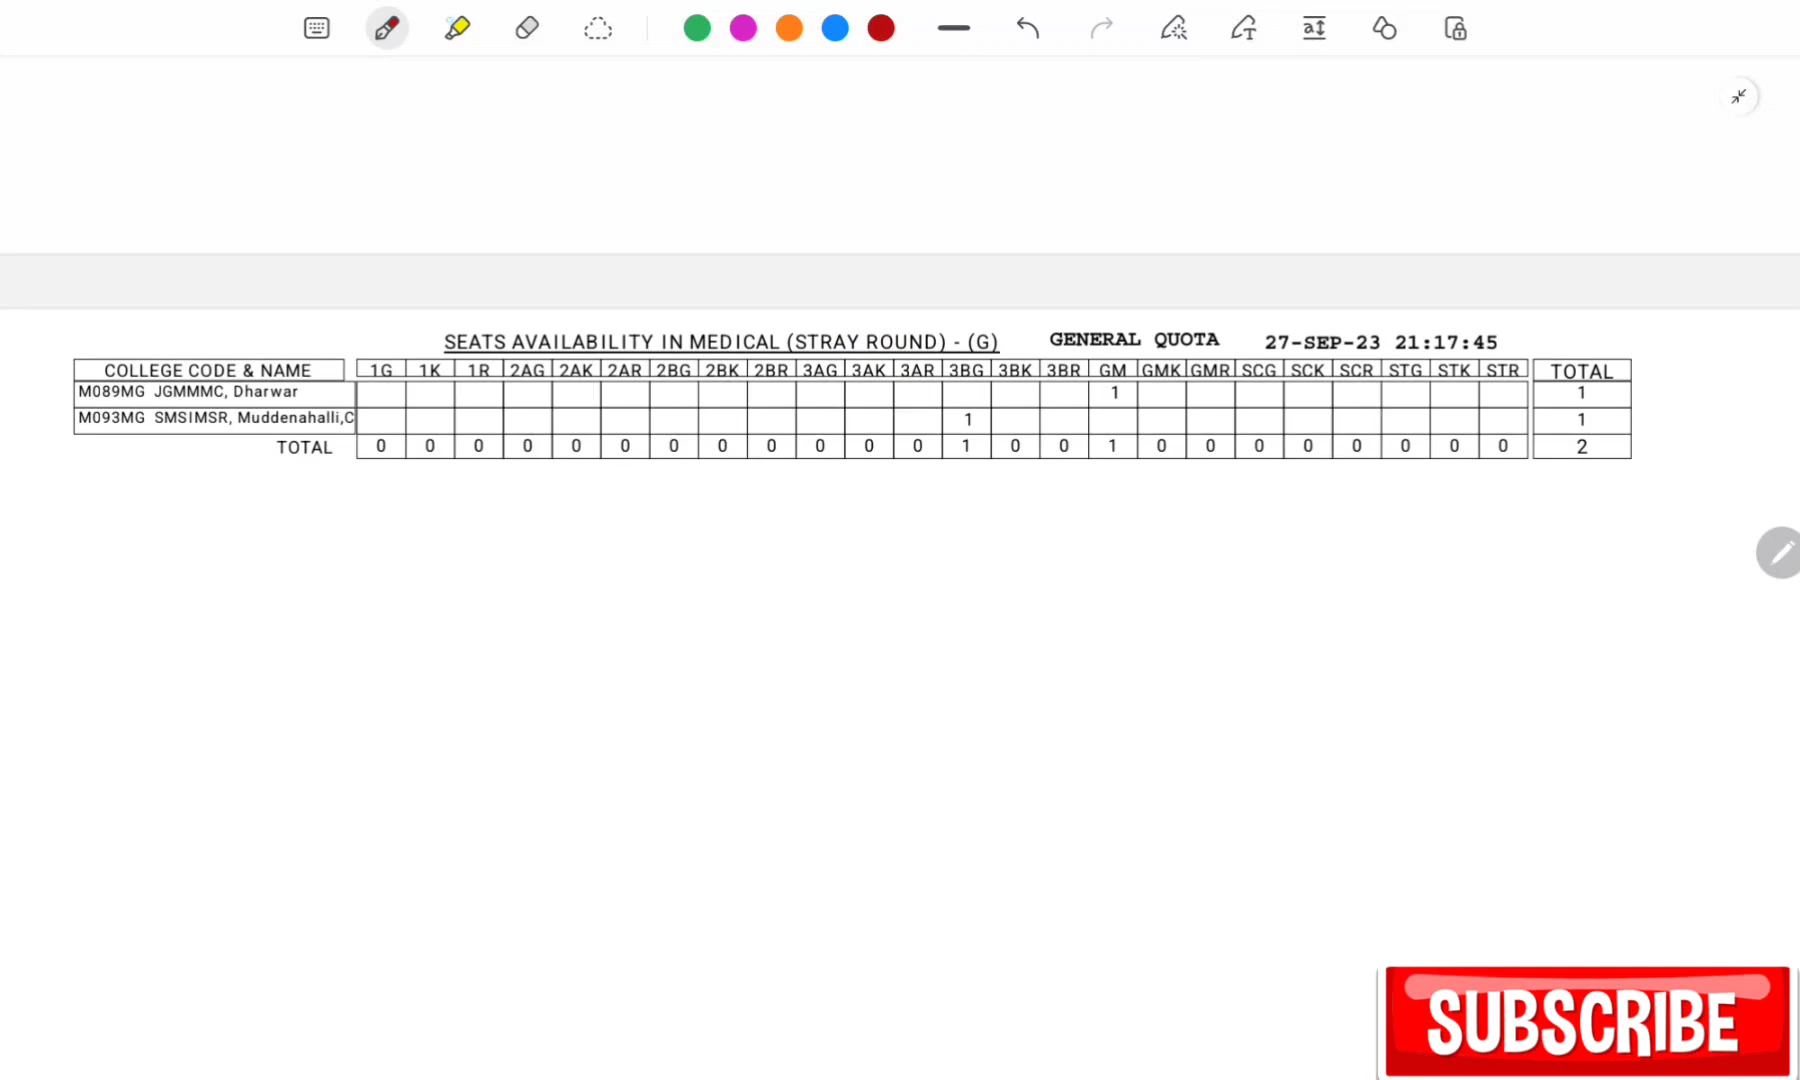 SEATS AVAILABILITY IN MEDICAL (STRAY ROUND) - (G) GENERAL QUOTA 27-SEP-23 21:17:45
COLLEGE CODE & NAME 1G 1K 1R 2AG 2AK 2AR 2BG 2BK 2BR 3AG 3AK 3AR 3BG 3BK 3BR GM GMK GMR SCG SCK SCR STG STK STR TOTAL
M089MG JGMMMC, Dharwar 1 1
M093MG SMSIMSR, Muddenahalli,C 1 1
TOTAL 0 0 0 0 0 0 0 0 0 0 0 0 1 0 0 1 0 0 0 0 0 0 0 0 2
SUBSCRIBE